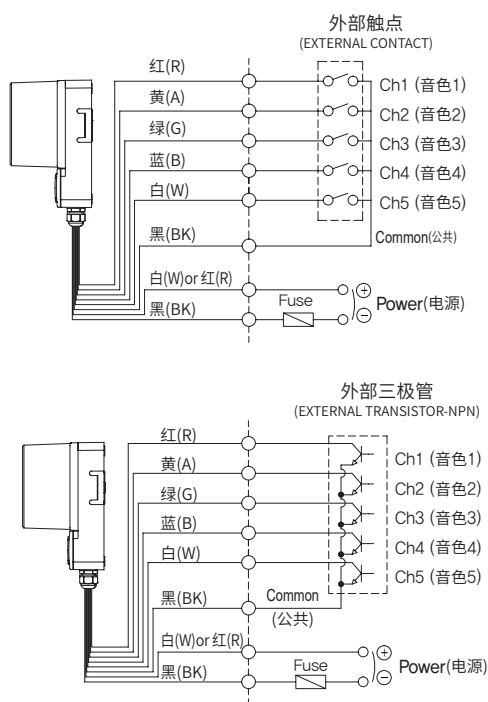 外部触点
(EXTERNAL CONTACT)
红(R)
Ch1 (音色1)
黄(A)
Ch2 (音色2)
绿(G)
Ch3 (音色3)
蓝(B)
Ch4 (音色4)
白(W)
Ch5 (音色5)
黑(BK)
Common(公共)
白(W)or 红(R)
Fuse
Power(电源)
黑(BK)
外部三极管
(EXTERNAL TRANSISTOR-NPN)
红(R)
Ch1 (音色1)
黄(A)
Ch2 (音色2)
绿(G)
Ch3 (音色3)
蓝(B)
Ch4 (音色4)
白(W)
Ch5 (音色5)
黑(BK)
Common
(公共)
白(W)or 红(R)
Fuse
Power(电源)
黑(BK)